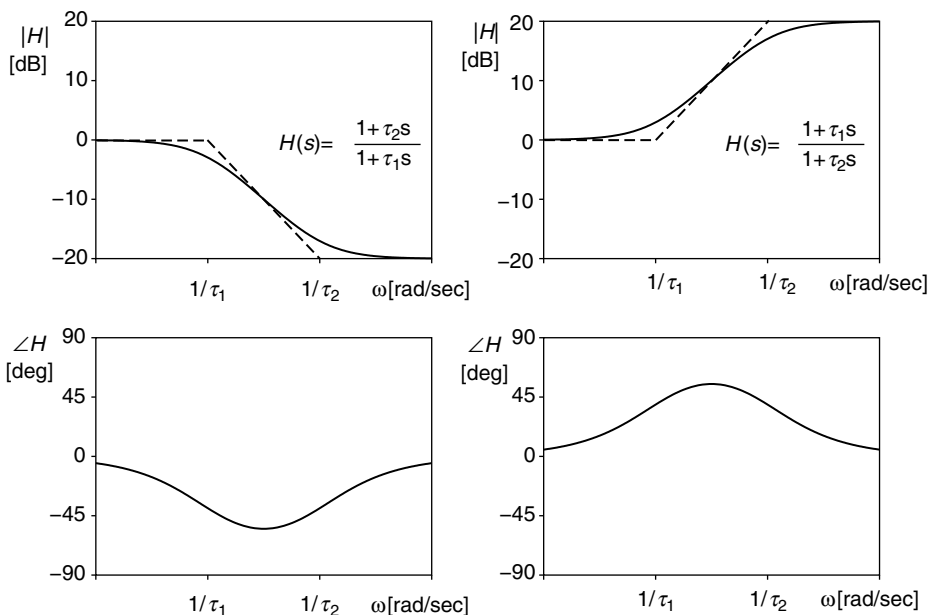 |H|
[dB]
20
10
0
−10
−20
H(s)= 1+τ₂s
1+τ₁s
1/τ₁ 1/τ₂ ω[rad/sec]
|H|
[dB]
20
10
0
−10
20
H(s)= 1+τ₁s
1+τ₂s
1/τ₁ 1/τ₂ ω[rad/sec]
∠H
[deg]
90
45
0
−45
−90
1/τ₁ 1/τ₂ ω[rad/sec]
∠H
[deg]
90
45
0
−45
−90
1/τ₁ 1/τ₂ ω[rad/sec]